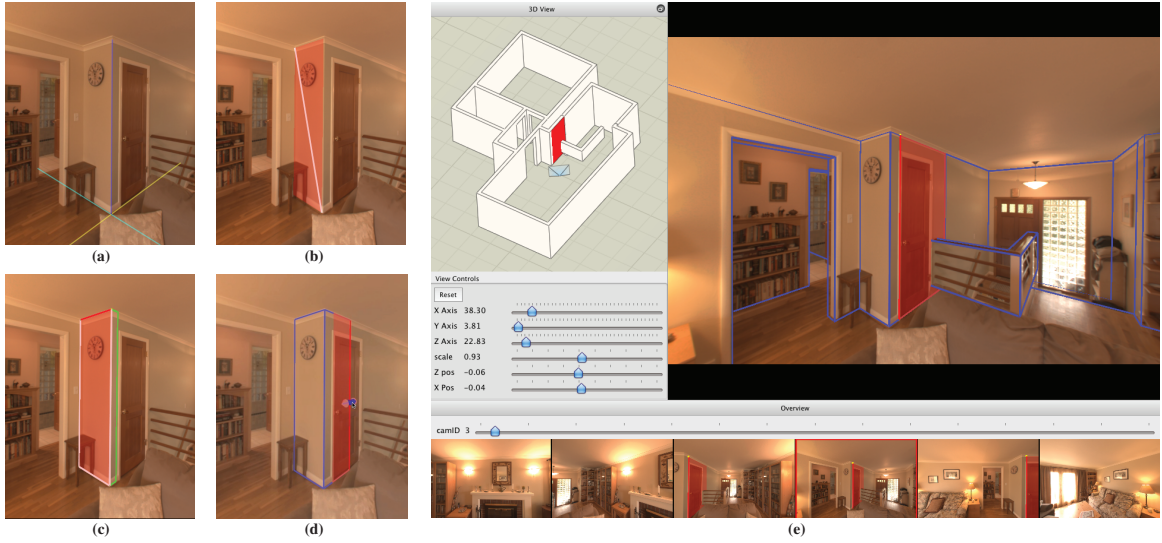 (a)
(b)
(c)
(d)
3D View
View Controls
Reset
X Axis 38.30
Y Axis 3.81
Z Axis 22.83
scale 0.93
Z pos -0.06
X Pos -0.04
Overview
camID 3
(e)